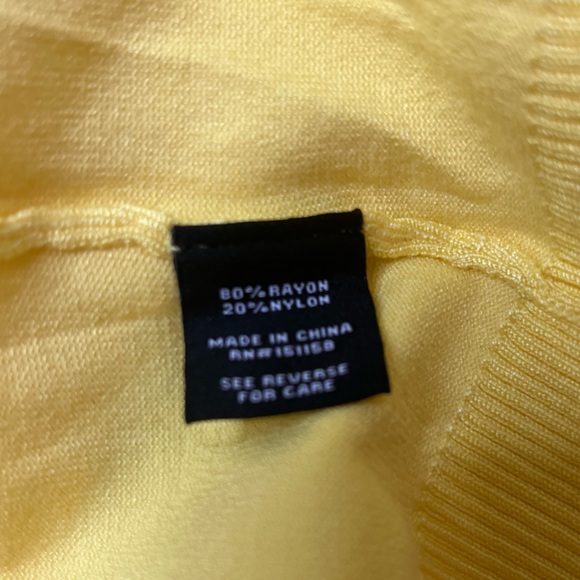 80% RAYON
20% NYLON
MADE IN CHINA
RN# 151158
SEE REVERSE
FOR CARE